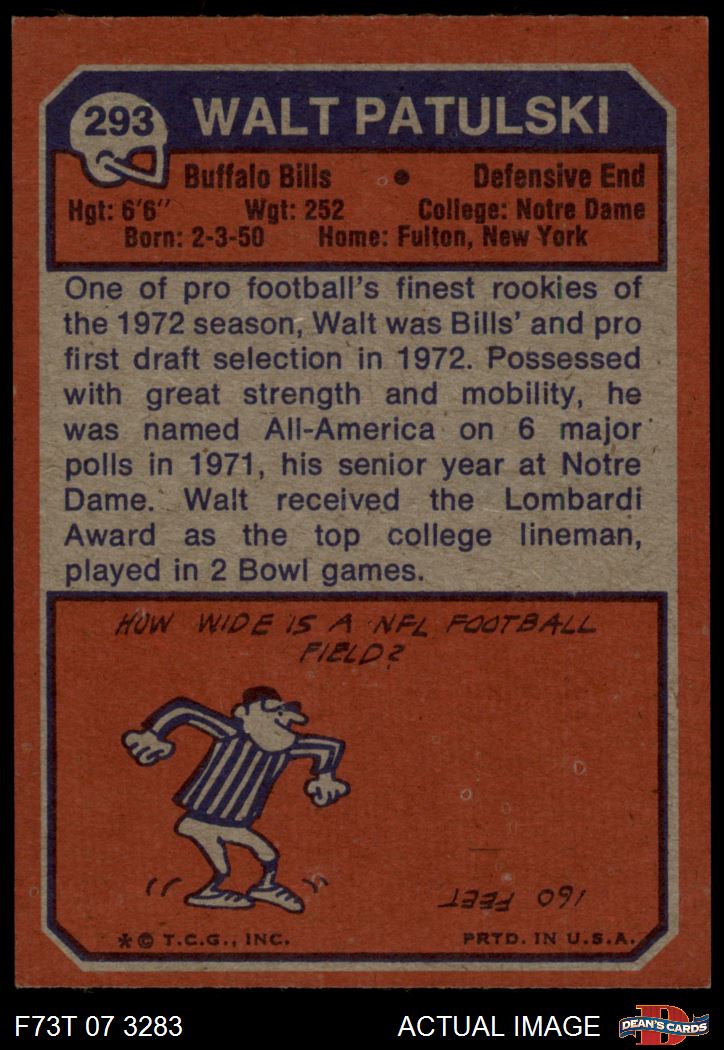 293
WALT PATULSKI
Buffalo Bills • Defensive End
Hgt: 6'6" Wgt: 252 College: Notre Dame
Born: 2-3-50 Home: Fulton, New York
One of pro football's finest rookies of
the 1972 season, Walt was Bills' and pro
first draft selection in 1972. Possessed
with great strength and mobility, he
was named All-America on 6 major
polls in 1971, his senior year at Notre
Dame. Walt received the Lombardi
Award as the top college lineman,
played in 2 Bowl games.
HOW WIDE IS A NFL FOOTBALL
FIELD?
160 FEET
*© T.C.G., INC. PRTD. IN U.S.A.
F73T 07 3283 ACTUAL IMAGE
D
DEAN'S CARDS